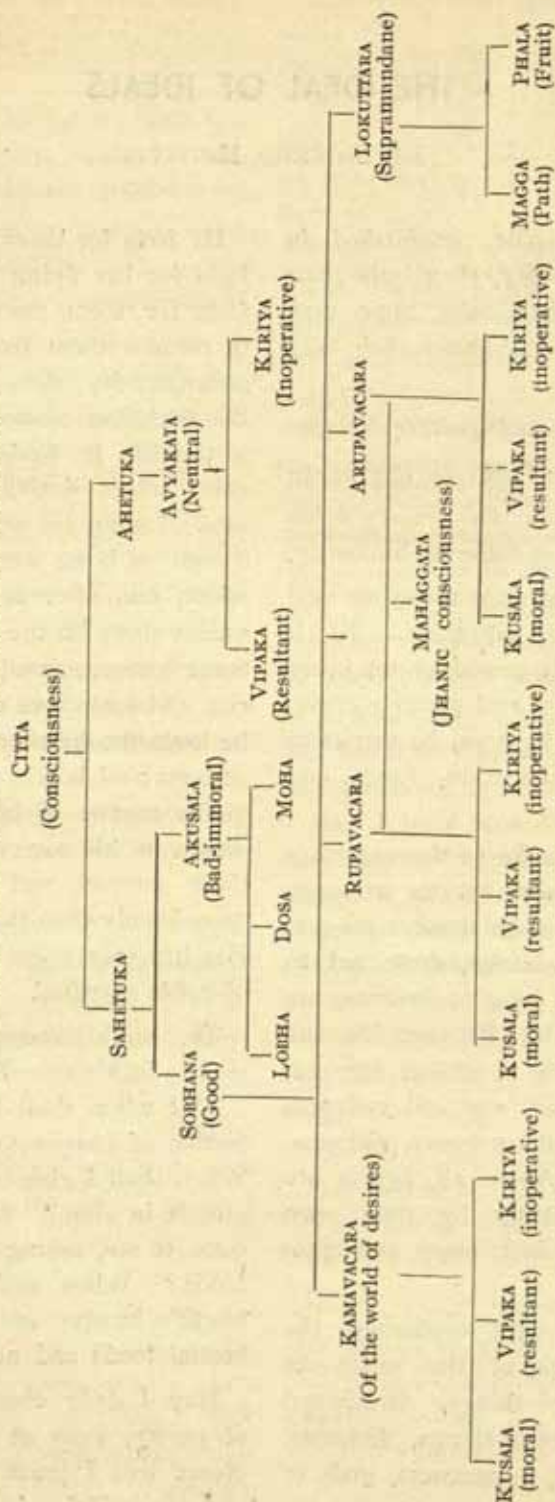 CITTA
(Consciousness)
SAHETUKA
AHETUKA
SOBHANA
(Good)
AKUSALA
(Bad-immoral)
AVYAKATA
(Neutral)
LOBHA
DOSA
MOHA
VIPAKA
(Resultant)
KIRIYA
(Inoperative)
KAMAVACARA
(Of the world of desires)
RUPAVACARA
ARUPAVACARA
LOKUTTARA
(Supramundane)
MAHAGGATA
(JHANIC consciousness)
KUSALA
(moral)
VIPAKA
(resultant)
KIRIYA
(inoperative)
KUSALA
(moral)
VIPAKA
(resultant)
KIRIYA
(inoperative)
KUSALA
(moral)
VIPAKA
(resultant)
KIRIYA
(inoperative)
MAGGA
(Path)
PHALA
(Fruit)